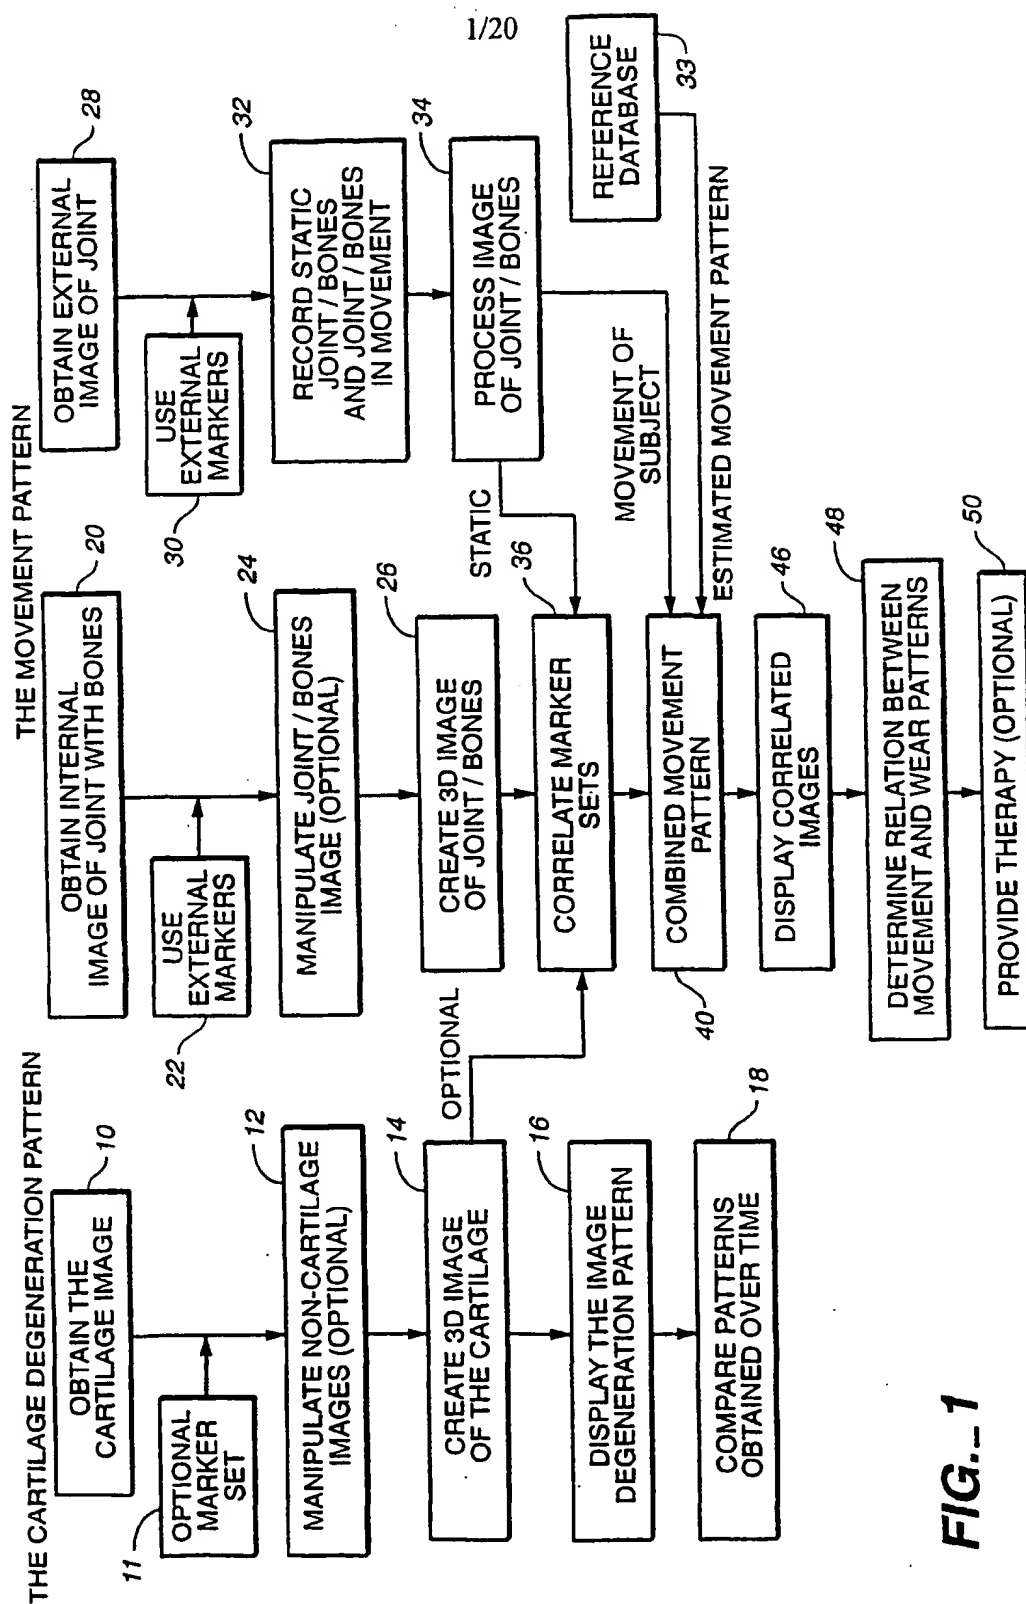 1/20
THE CARTILAGE DEGENERATION PATTERN
10
OBTAIN THE
CARTILAGE IMAGE
11
OPTIONAL
MARKER
SET
12
MANIPULATE NON-CARTILAGE
IMAGES (OPTIONAL)
14
CREATE 3D IMAGE
OF THE CARTILAGE
OPTIONAL
16
DISPLAY THE IMAGE
DEGENERATION PATTERN
18
COMPARE PATTERNS
OBTAINED OVER TIME
THE MOVEMENT PATTERN
20
OBTAIN INTERNAL
IMAGE OF JOINT WITH BONES
22
USE
EXTERNAL
MARKERS
24
MANIPULATE JOINT / BONES
IMAGE (OPTIONAL)
26
CREATE 3D IMAGE
OF JOINT / BONES
36
CORRELATE MARKER
SETS
40
COMBINED MOVEMENT
PATTERN
46
DISPLAY CORRELATED
IMAGES
48
DETERMINE RELATION BETWEEN
MOVEMENT AND WEAR PATTERNS
50
PROVIDE THERAPY (OPTIONAL)
28
OBTAIN EXTERNAL
IMAGE OF JOINT
30
USE
EXTERNAL
MARKERS
32
RECORD STATIC
JOINT / BONES
AND JOINT / BONES
IN MOVEMENT
34
PROCESS IMAGE
OF JOINT / BONES
STATIC
MOVEMENT OF
SUBJECT
33
REFERENCE
DATABASE
ESTIMATED MOVEMENT PATTERN
FIG._1